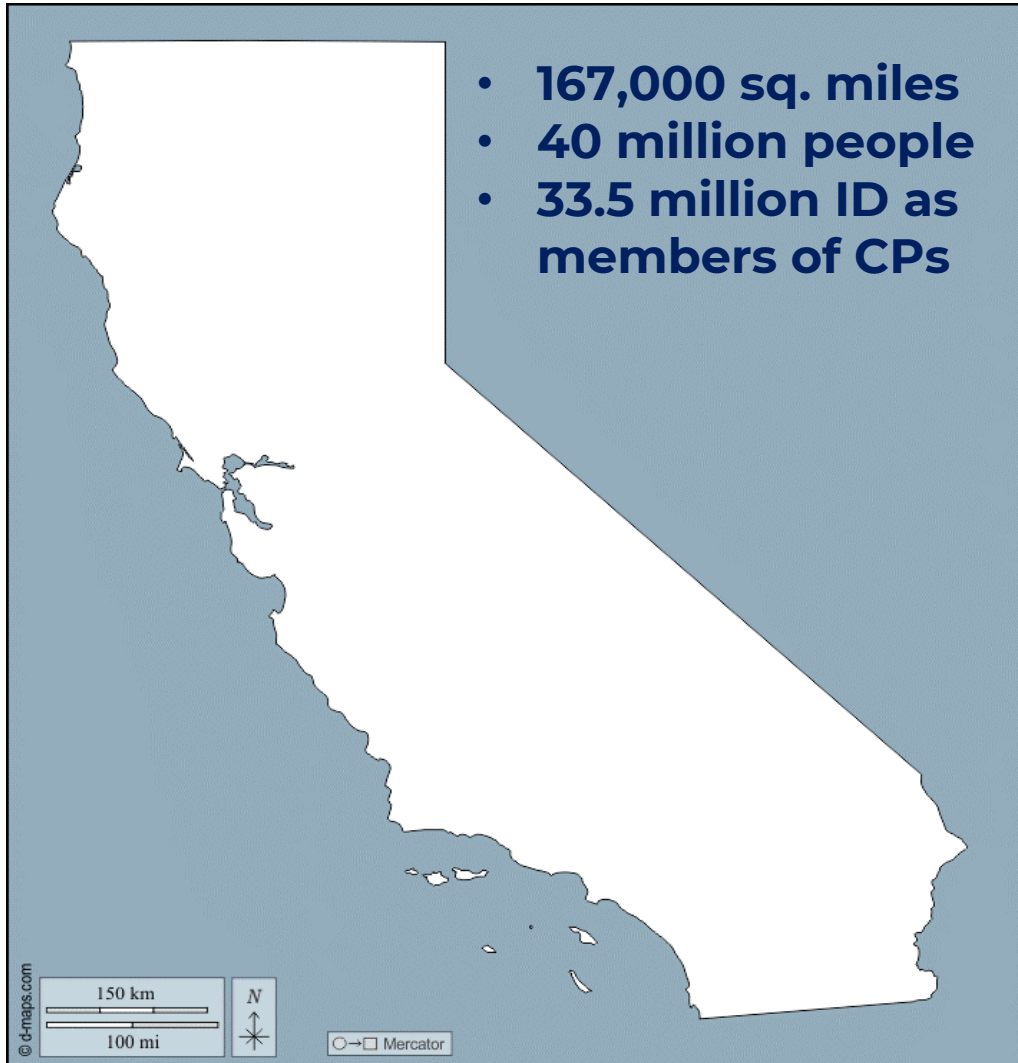 • 167,000 sq. miles
• 40 million people
• 33.5 million ID as
members of CPs
© d-maps.com
150 km
100 mi
N
○→□ Mercator